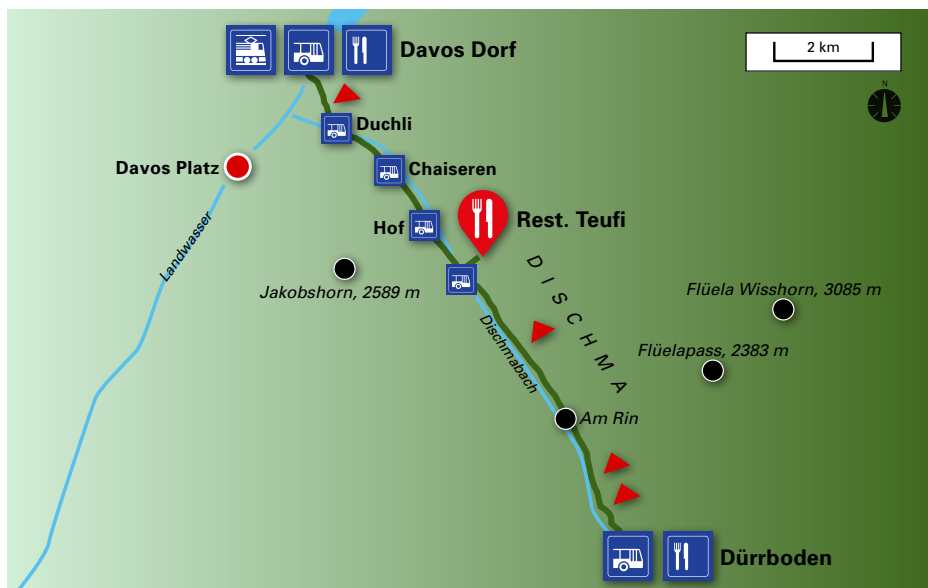 Davos Dorf
2 km
N
Duchli
Davos Platz
Chaiseren
Landwasser
Hof
Rest. Teufi
DISCHMA
Jakobshorn, 2589 m
Flüela Wisshorn, 3085 m
Dischmabach
Flüelapass, 2383 m
Am Rin
Dürrboden